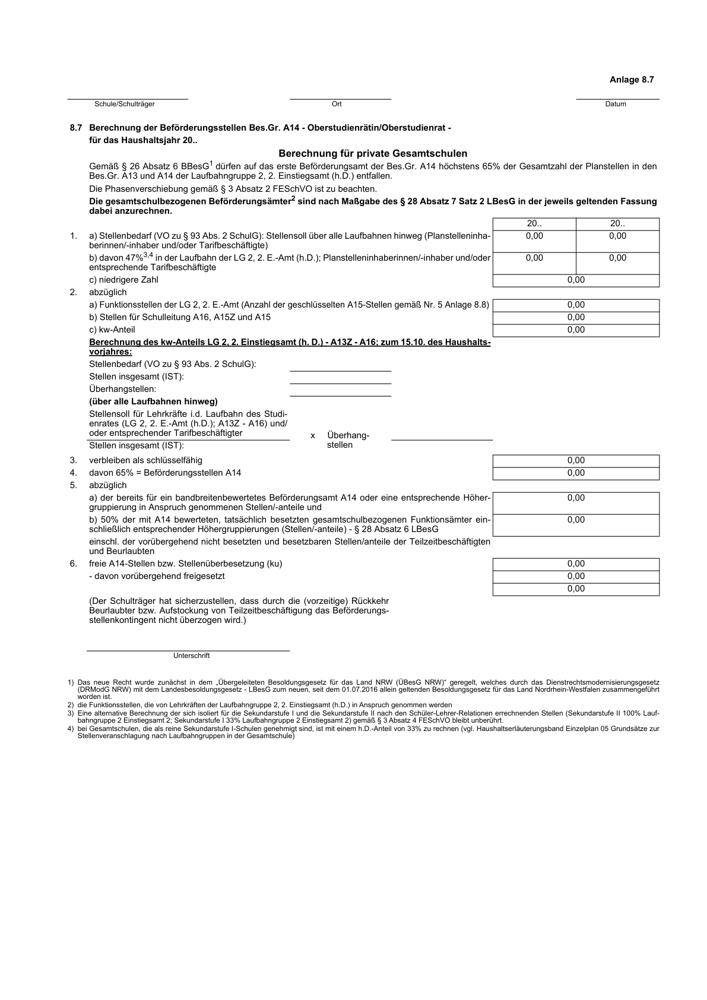 Anlage 8.7
Schule/Schulträger Ort Datum
8.7 Berechnung der Beförderungsstellen Bes.Gr. A14 - Oberstudienrätin/Oberstudienrat -
für das Haushaltsjahr 20..
Berechnung für private Gesamtschulen
Gemäß § 26 Absatz 6 BBesG1 dürfen auf das erste Beförderungsamt der Bes.Gr. A14 höchstens 65% der Gesamtzahl der Planstellen in den
Bes.Gr. A13 und A14 der Laufbahngruppe 2, 2. Einstiegsamt (h.D.) entfallen.
Die Phasenverschiebung gemäß § 3 Absatz 2 FESchVO ist zu beachten.
Die gesamtschulbezogenen Beförderungsämter2 sind nach Maßgabe des § 28 Absatz 7 Satz 2 LBesG in der jeweils geltenden Fassung
dabei anzurechnen.
20.. 20..
1. a) Stellenbedarf (VO zu § 93 Abs. 2 SchulG): Stellensoll über alle Laufbahnen hinweg (Planstelleninha- 0,00 0,00
berinnen/-inhaber und/oder Tarifbeschäftigte)
b) davon 47%3,4 in der Laufbahn der LG 2, 2. E.-Amt (h.D.); Planstelleninhaberinnen/-inhaber und/oder 0,00 0,00
entsprechende Tarifbeschäftigte
c) niedrigere Zahl 0,00
2. abzüglich
a) Funktionsstellen der LG 2, 2. E.-Amt (Anzahl der geschlüsselten A15-Stellen gemäß Nr. 5 Anlage 8.8) 0,00
b) Stellen für Schulleitung A16, A15Z und A15 0,00
c) kw-Anteil 0,00
Berechnung des kw-Anteils LG 2, 2. Einstiegsamt (h. D.) - A13Z - A16; zum 15.10. des Haushalts-
vorjahres:
Stellenbedarf (VO zu § 93 Abs. 2 SchulG):
Stellen insgesamt (IST):
Überhangstellen:
(über alle Laufbahnen hinweg)
Stellensoll für Lehrkräfte i.d. Laufbahn des Studi-
enrates (LG 2, 2. E.-Amt (h.D.); A13Z - A16) und/
oder entsprechender Tarifbeschäftigter x Überhang-
Stellen insgesamt (IST): stellen
3. verbleiben als schlüsselfähig 0,00
4. davon 65% = Beförderungsstellen A14 0,00
5. abzüglich
a) der bereits für ein bandbreitenbewertetes Beförderungsamt A14 oder eine entsprechende Höher- 0,00
gruppierung in Anspruch genommenen Stellen/-anteile und
b) 50% der mit A14 bewerteten, tatsächlich besetzten gesamtschulbezogenen Funktionsämter ein- 0,00
schließlich entsprechender Höhergruppierungen (Stellen/-anteile) - § 28 Absatz 6 LBesG
einschl. der vorübergehend nicht besetzten und besetzbaren Stellen/anteile der Teilzeitbeschäftigten
und Beurlaubten
6. freie A14-Stellen bzw. Stellenüberbesetzung (ku) 0,00
- davon vorübergehend freigesetzt 0,00
0,00
(Der Schulträger hat sicherzustellen, dass durch die (vorzeitige) Rückkehr
Beurlaubter bzw. Aufstockung von Teilzeitbeschäftigung das Beförderungs-
stellenkontingent nicht überzogen wird.)
Unterschrift
1) Das neue Recht wurde zunächst in dem „Übergeleiteten Besoldungsgesetz für das Land NRW (ÜBesG NRW)“ geregelt, welches durch das Dienstrechtsmodernisierungsgesetz
(DRModG NRW) mit dem Landesbesoldungsgesetz - LBesG zum neuen, seit dem 01.07.2016 allein geltenden Besoldungsgesetz für das Land Nordrhein-Westfalen zusammengeführt
worden ist.
2) die Funktionsstellen, die von Lehrkräften der Laufbahngruppe 2, 2. Einstiegsamt (h.D.) in Anspruch genommen werden
3) Eine alternative Berechnung der sich isoliert für die Sekundarstufe I und die Sekundarstufe II nach den Schüler-Lehrer-Relationen errechnenden Stellen (Sekundarstufe II 100% Lauf-
bahngruppe 2 Einstiegsamt 2; Sekundarstufe I 33% Laufbahngruppe 2 Einstiegsamt 2) gemäß § 3 Absatz 4 FESchVO bleibt unberührt.
4) bei Gesamtschulen, die als reine Sekundarstufe I-Schulen genehmigt sind, ist mit einem h.D.-Anteil von 33% zu rechnen (vgl. Haushaltserläuterungsband Einzelplan 05 Grundsätze zur
Stellenveranschlagung nach Laufbahngruppen in der Gesamtschule)